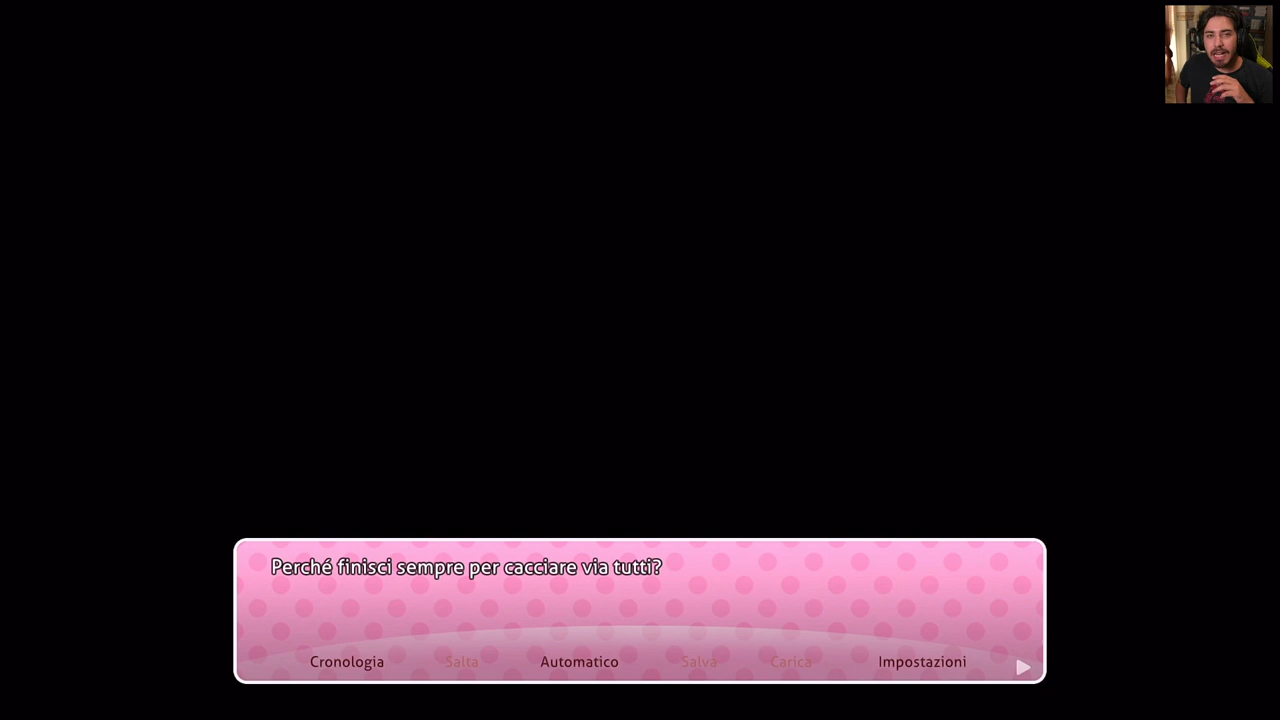 Perché finisci sempre per cacciare via tutti?
Cronologia Salta Automatico Salva Carica Impostazioni